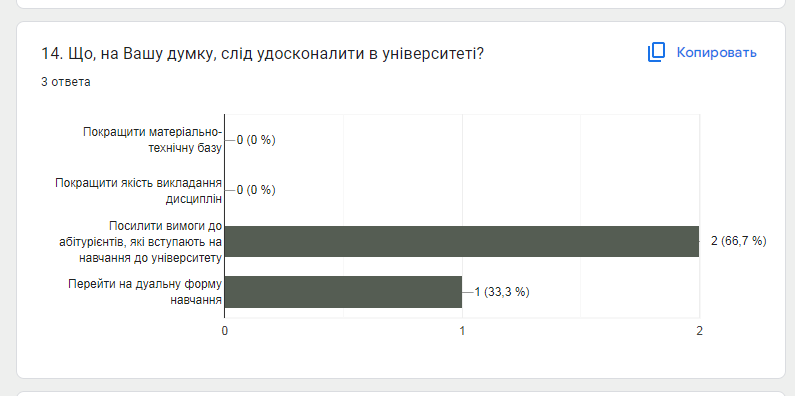 14. Що, на Вашу думку, слід удосконалити в університеті?
Копировать
3 ответа
Покращити матеріально-
технічну базу
0 (0 %)
Покращити якість викладання
дисциплін
0 (0 %)
Посилити вимоги до
абітурієнтів, які вступають на
навчання до університету
2 (66,7 %)
Перейти на дуальну форму
навчання
1 (33,3 %)
0
1
2